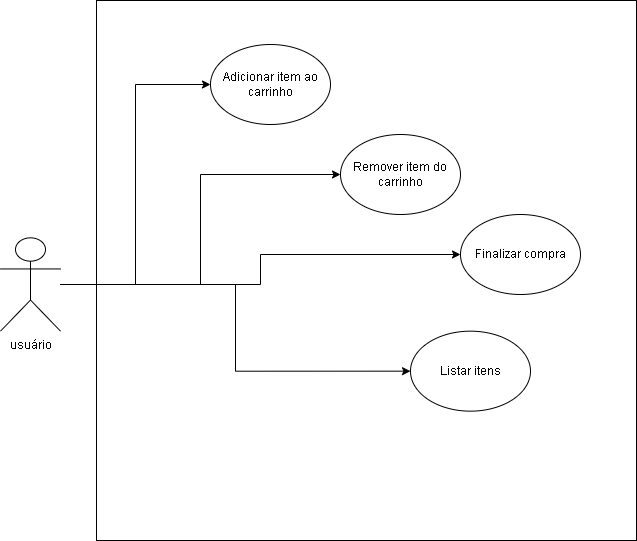 Adicionar item ao
carrinho
Remover item do
carrinho
Finalizar compra
usuário
Listar itens